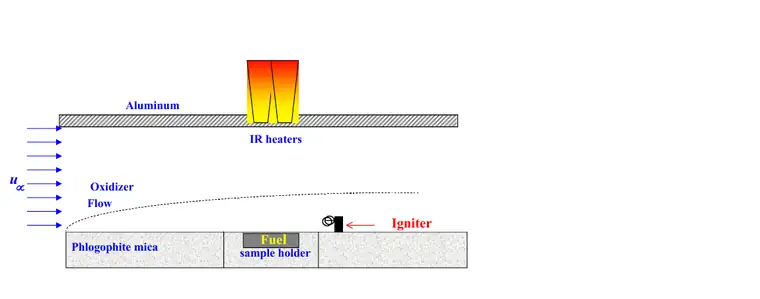 Aluminum
IR heaters
u∝
Oxidizer
Flow
Igniter
Fuel
Phlogophite mica
sample holder